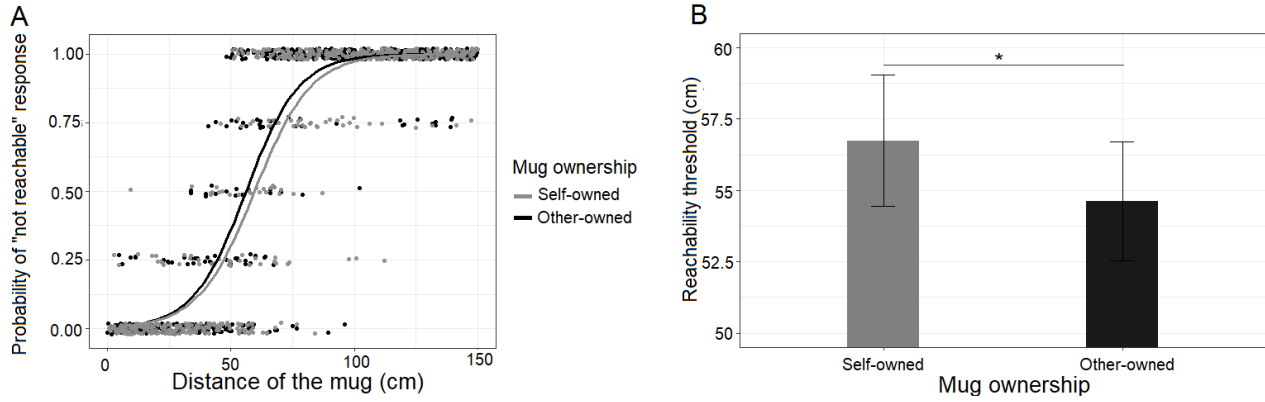 A
Probability of "not reachable" response
1.00
0.75
0.50
0.25
0.00
0
50
100
150
Distance of the mug (cm)
Mug ownership
Self-owned
Other-owned
B
Reachability threshold (cm)
60
57.5
55
52.5
50
*
Self-owned
Other-owned
Mug ownership